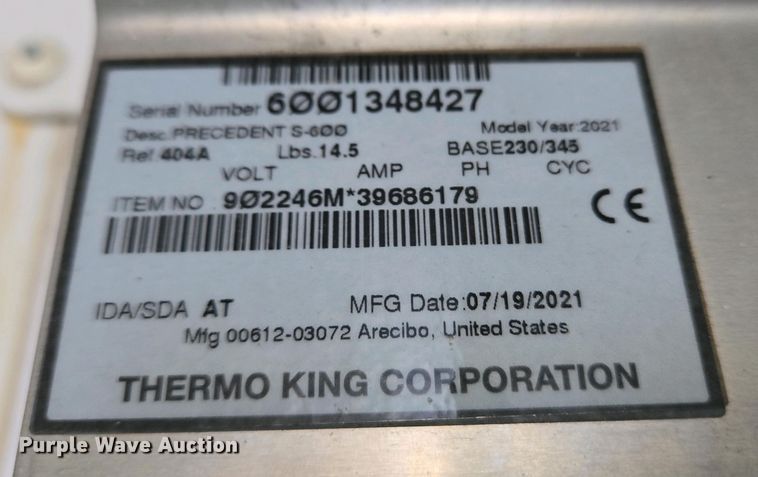 Serial Number 6ØØ1348427
Desc. PRECEDENT S-6ØØ Model Year:2021
Ref. 404A Lbs. 14.5 BASE230/345
VOLT AMP PH CYC
ITEM NO 9Ø2246M*39686179
CE
IDA/SDA AT MFG Date:07/19/2021
Mfg 00612-03072 Arecibo, United States
THERMO KING CORPORATION
Purple Wave Auction